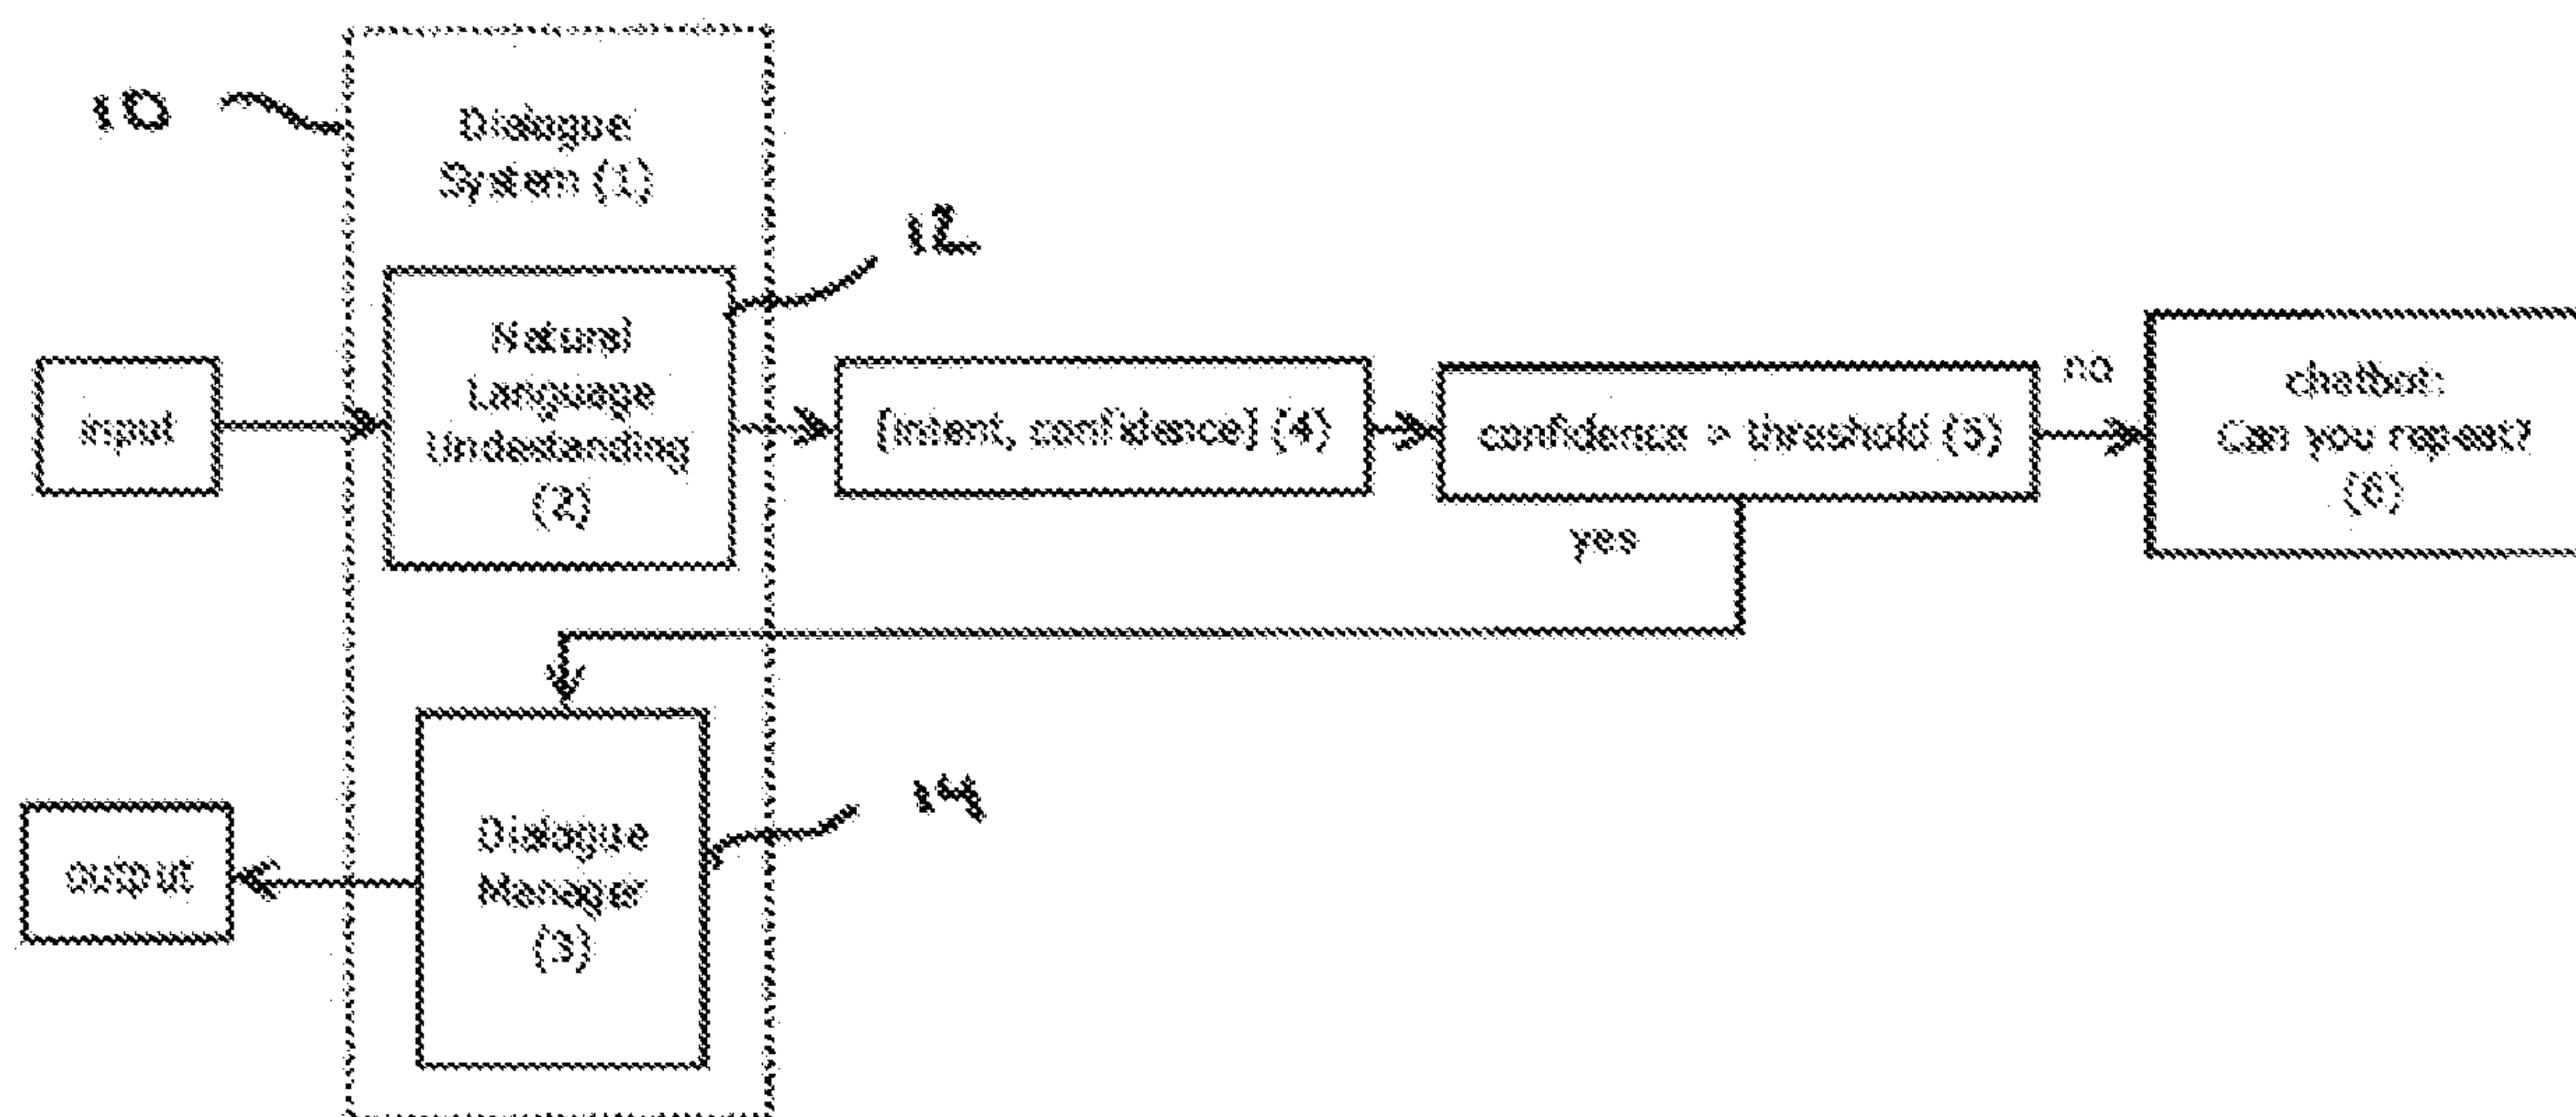 10
Dialogue
System (1)
12
Natural
Language
Undestanding
(2)
input
[intent, confidence] (4)
confidence > threshold (5)
no
chatbot:
Can you repeat?
(6)
yes
14
Dialogue
Manager
(3)
output